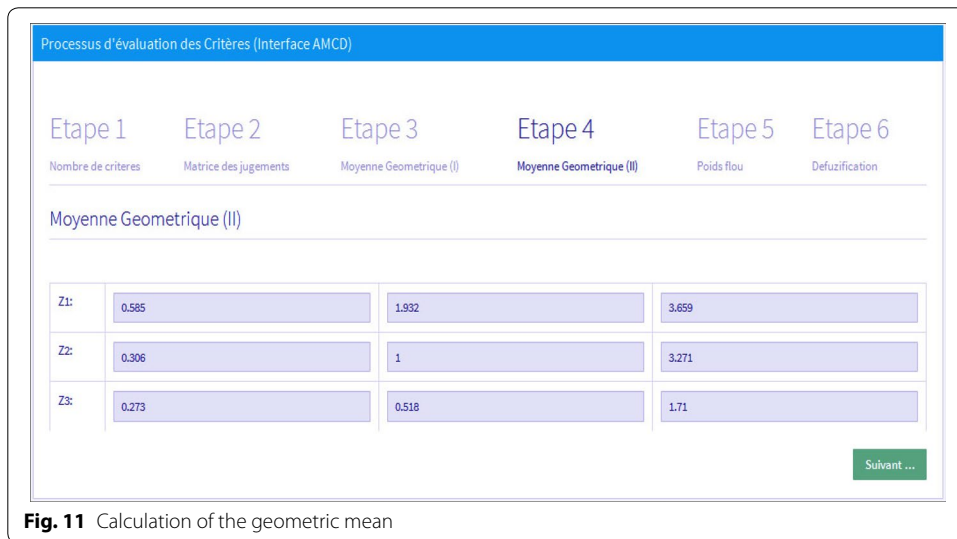 Processus d'évaluation des Critères (Interface AMCD)
Etape 1 Etape 2 Etape 3 Etape 4 Etape 5 Etape 6
Nombre de criteres Matrice des jugements Moyenne Geometrique (I) Moyenne Geometrique (II) Poids flou Defuzification
Moyenne Geometrique (II)
Z1: 0.585 1.932 3.659
Z2: 0.306 1 3.271
Z3: 0.273 0.518 1.71
Suivant ...
Fig. 11 Calculation of the geometric mean